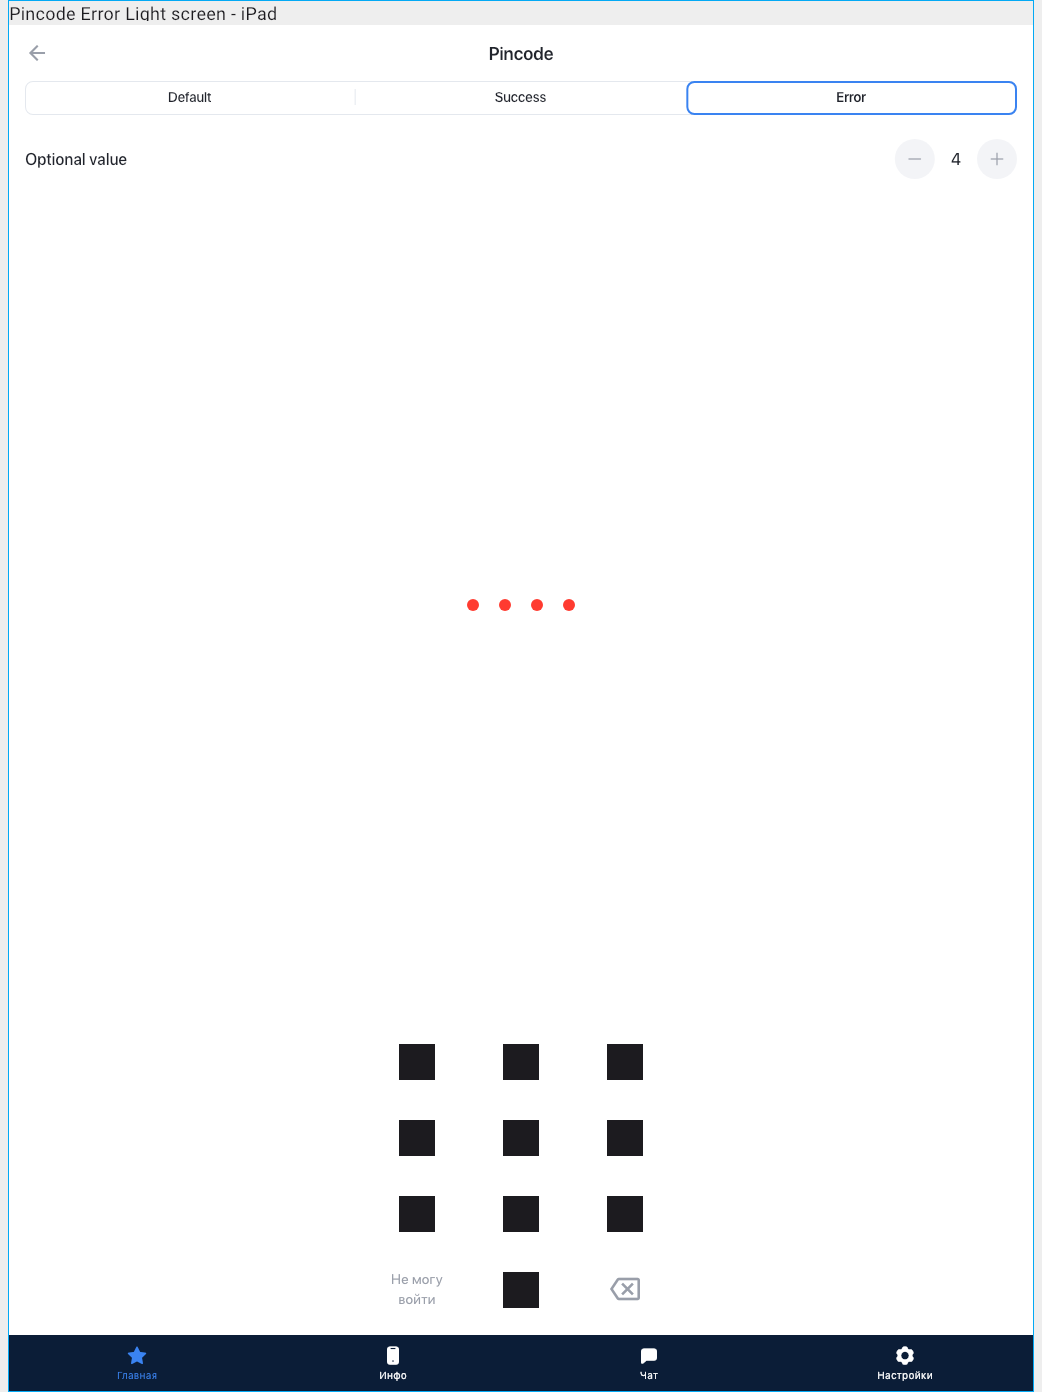 Pincode Error Light screen - iPad
Pincode
Default
Success
Error
Optional value
4
Не могу
войти
Главная
Инфо
Чат
Настройки